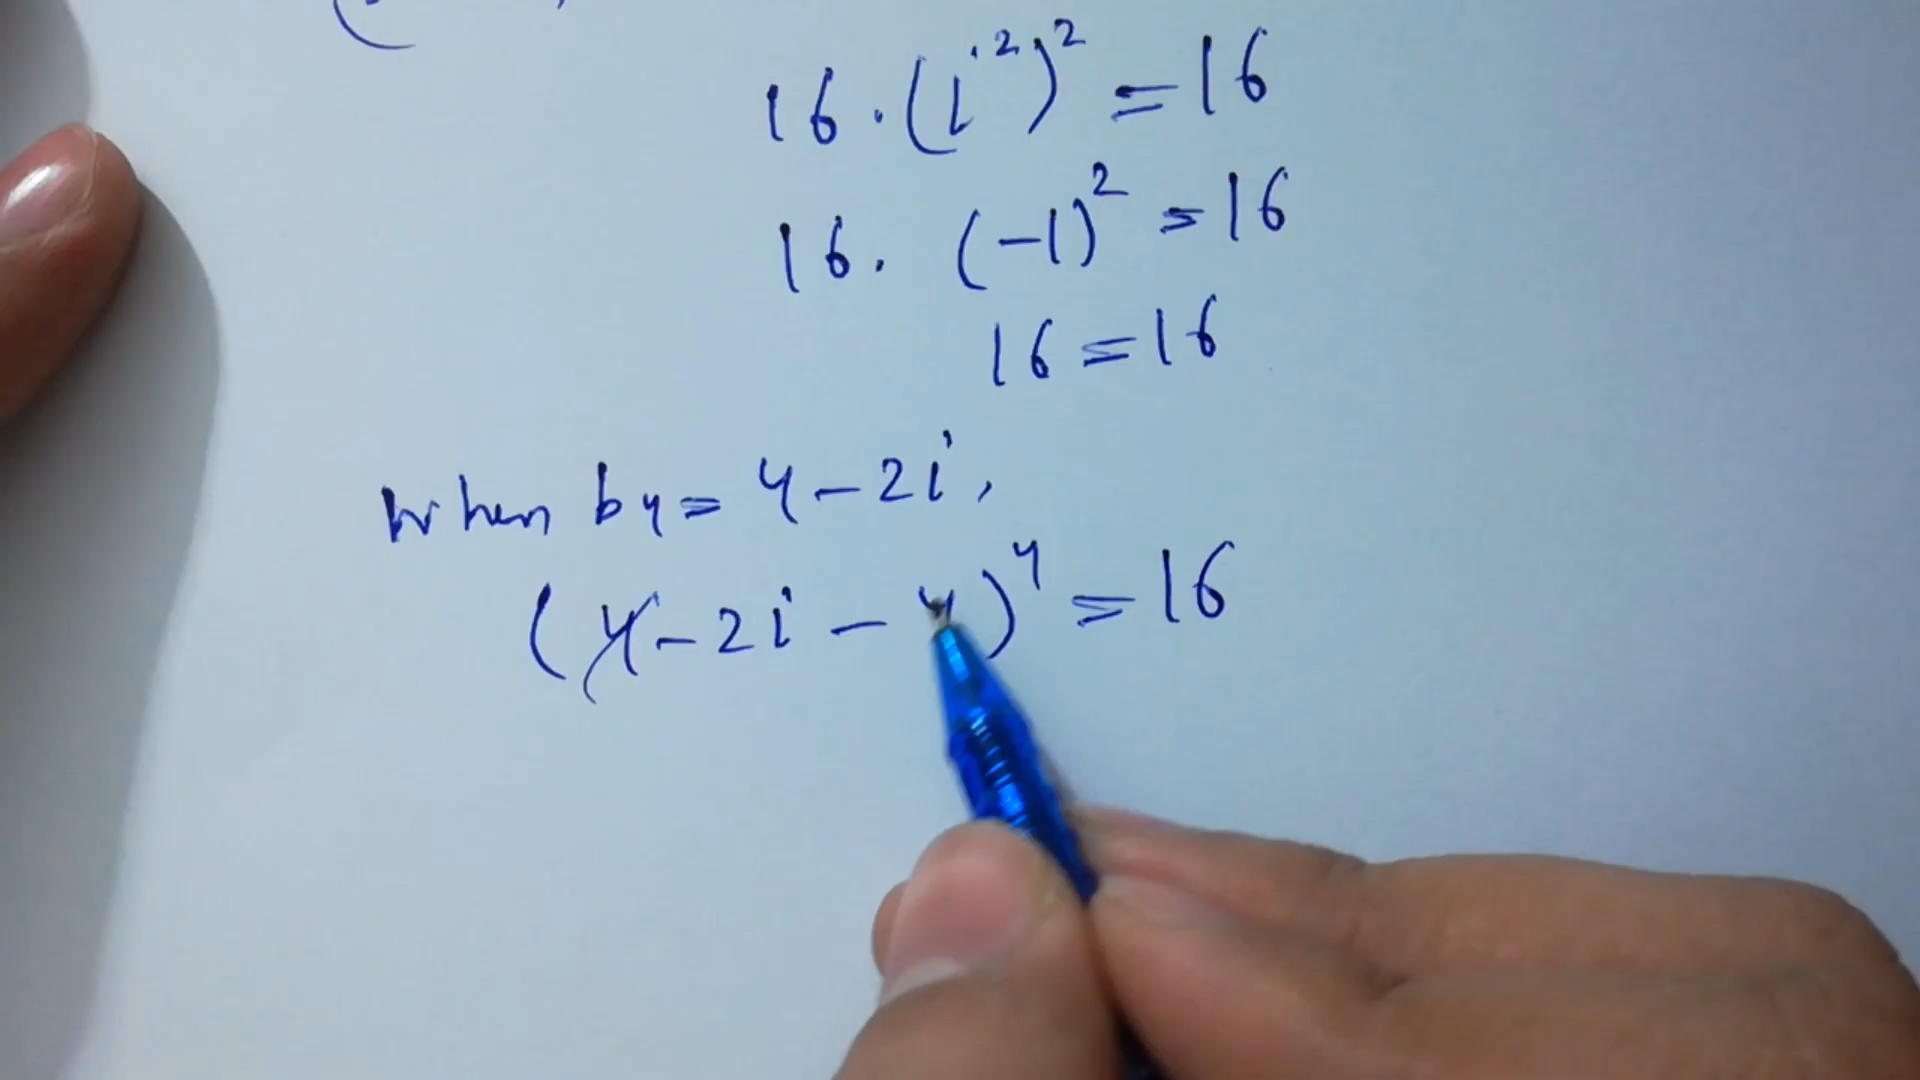 16·(i²)² = 16
16. (-1)² = 16
16 = 16
When b₄ = 4 - 2i,
(4 - 2i - 4)⁴ = 16